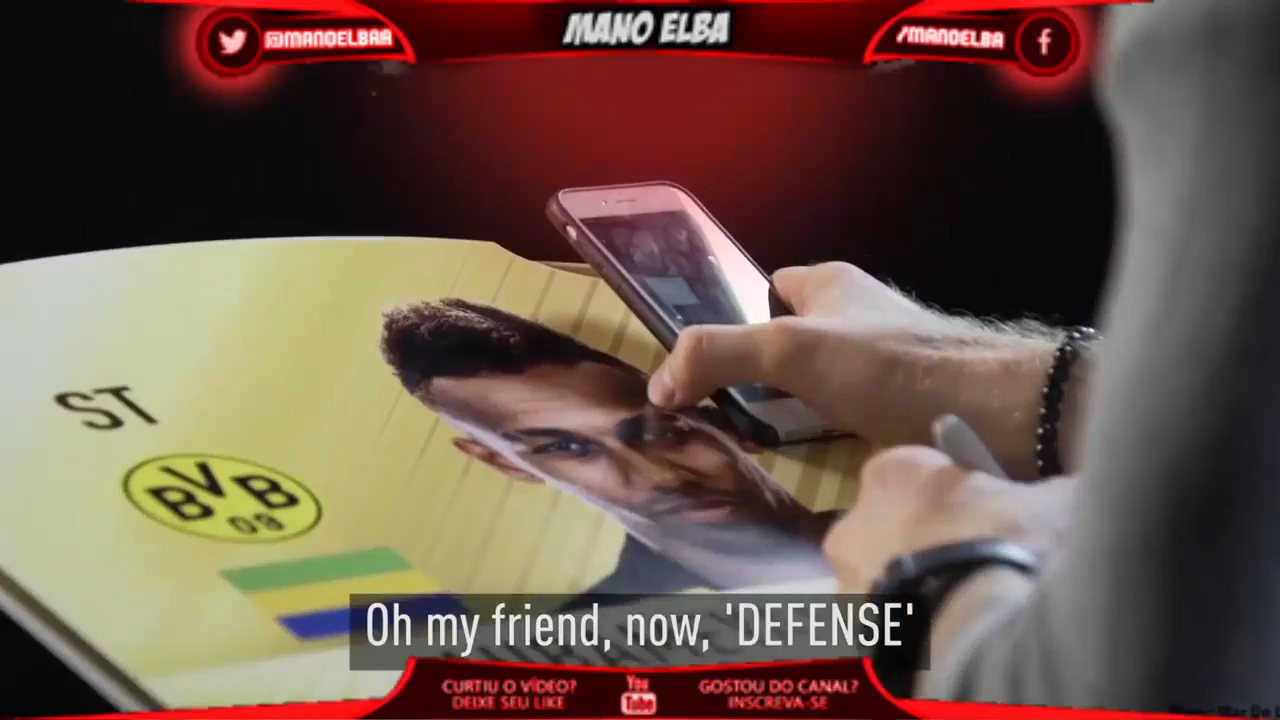 MANO ELBA
@MANOELBAA
/MANOELBA
f
ST
BVB
09
Oh my friend, now, 'DEFENSE'
CURTIU O VÍDEO?
DEIXE SEU LIKE
You
Tube
GOSTOU DO CANAL?
INSCREVA-SE